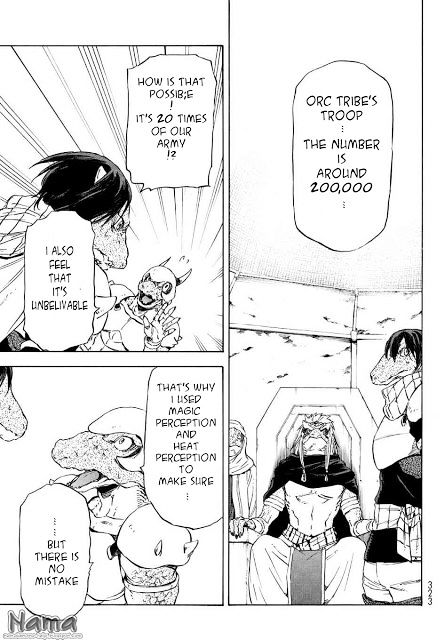 ORC TRIBE'S
TROOP
...
THE NUMBER
IS
AROUND
200,000
...
HOW IS THAT
POSSIB;E
!
IT'S 20 TIMES
OF OUR
ARMY
!?
I ALSO
FEEL
THAT
IT'S
UNBELIVABLE
THAT'S WHY
I USED
MAGIC
PERCEPTION
AND
HEAT
PERCEPTION
TO
MAKE SURE
...
...
BUT
THERE IS
NO
MISTAKE
323
Nama